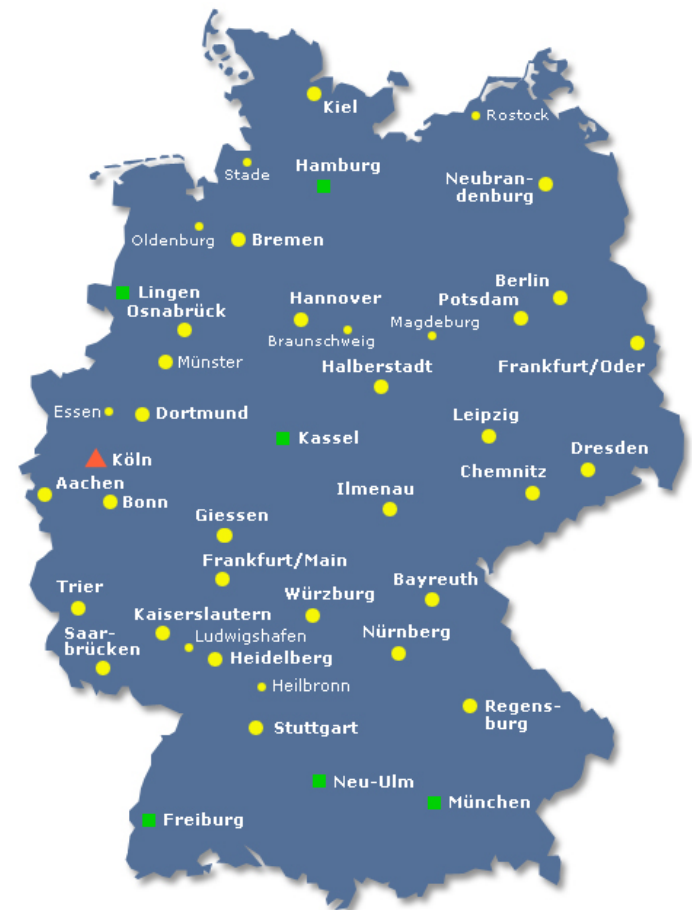 Kiel
Rostock
Stade
Hamburg
Neubran-
denburg
Oldenburg
Bremen
Berlin
Lingen
Hannover
Potsdam
Osnabrück
Magdeburg
Braunschweig
Münster
Halberstadt
Frankfurt/Oder
Essen
Dortmund
Leipzig
Kassel
Dresden
Köln
Chemnitz
Aachen
Ilmenau
Bonn
Giessen
Frankfurt/Main
Bayreuth
Trier
Würzburg
Kaiserslautern
Saar-
brücken
Ludwigshafen
Nürnberg
Heidelberg
Heilbronn
Regens-
burg
Stuttgart
Neu-Ulm
München
Freiburg